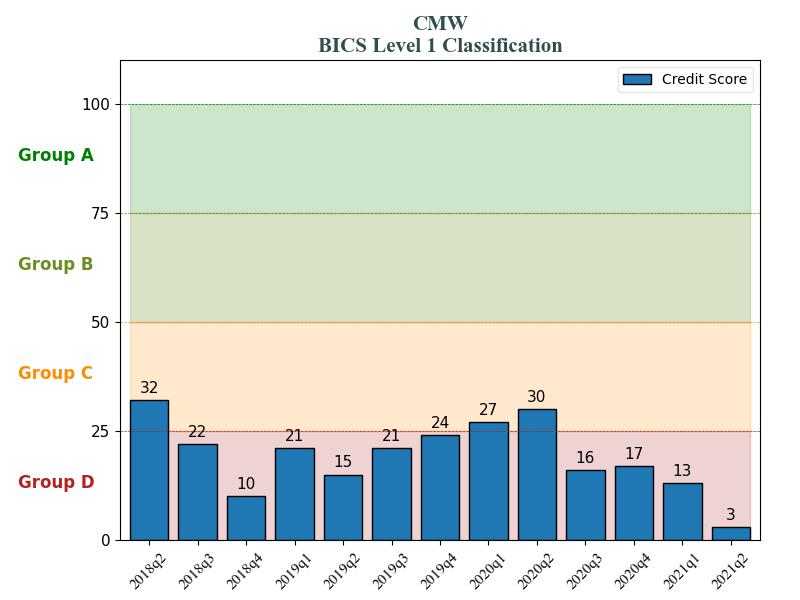 CMW
BICS Level 1 Classification
Credit Score
100
Group A
75
Group B
50
Group C
25
Group D
0
32
22
10
21
15
21
24
27
30
16
17
13
3
2018q2
2018q3
2018q4
2019q1
2019q2
2019q3
2019q4
2020q1
2020q2
2020q3
2020q4
2021q1
2021q2